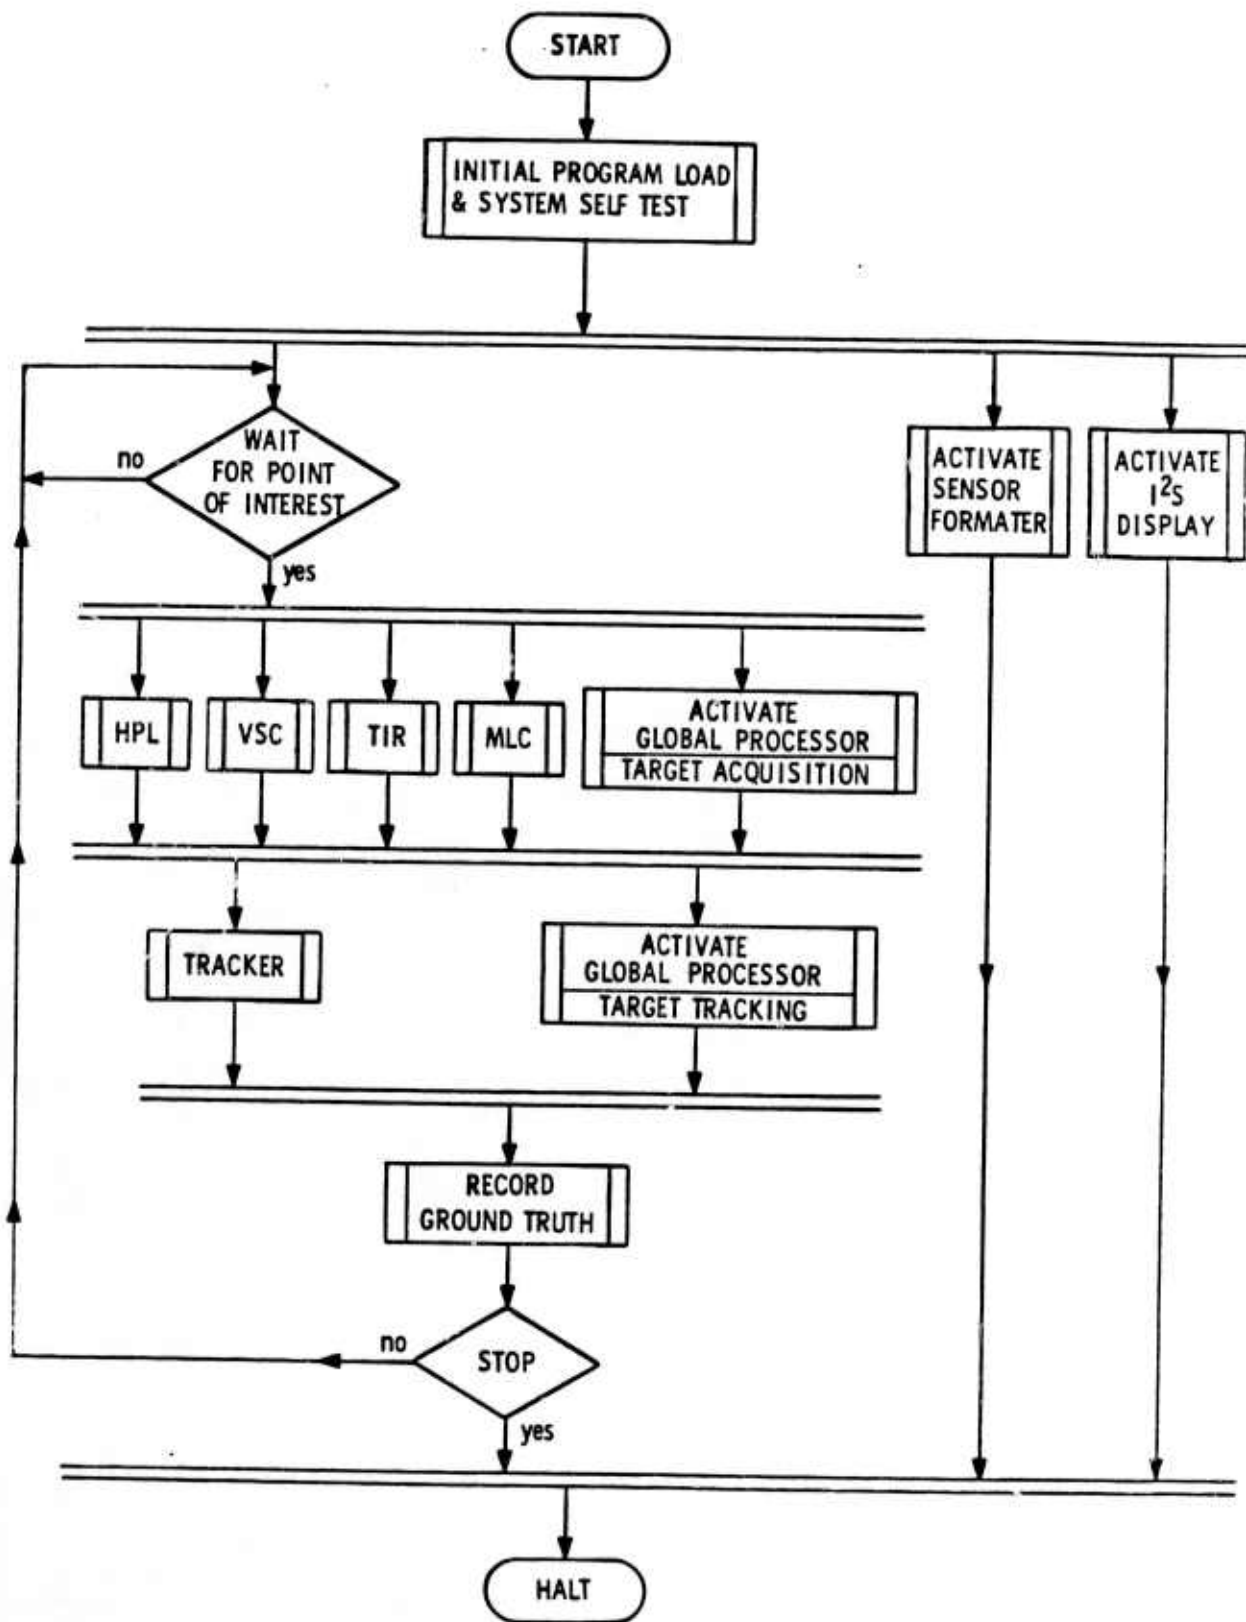 START
INITIAL PROGRAM LOAD
& SYSTEM SELF TEST
WAIT
FOR POINT
OF INTEREST
no
yes
ACTIVATE
SENSOR
FORMATER
ACTIVATE
I²S
DISPLAY
HPL
VSC
TIR
MLC
ACTIVATE
GLOBAL PROCESSOR
TARGET ACQUISITION
TRACKER
ACTIVATE
GLOBAL PROCESSOR
TARGET TRACKING
RECORD
GROUND TRUTH
no
STOP
yes
HALT